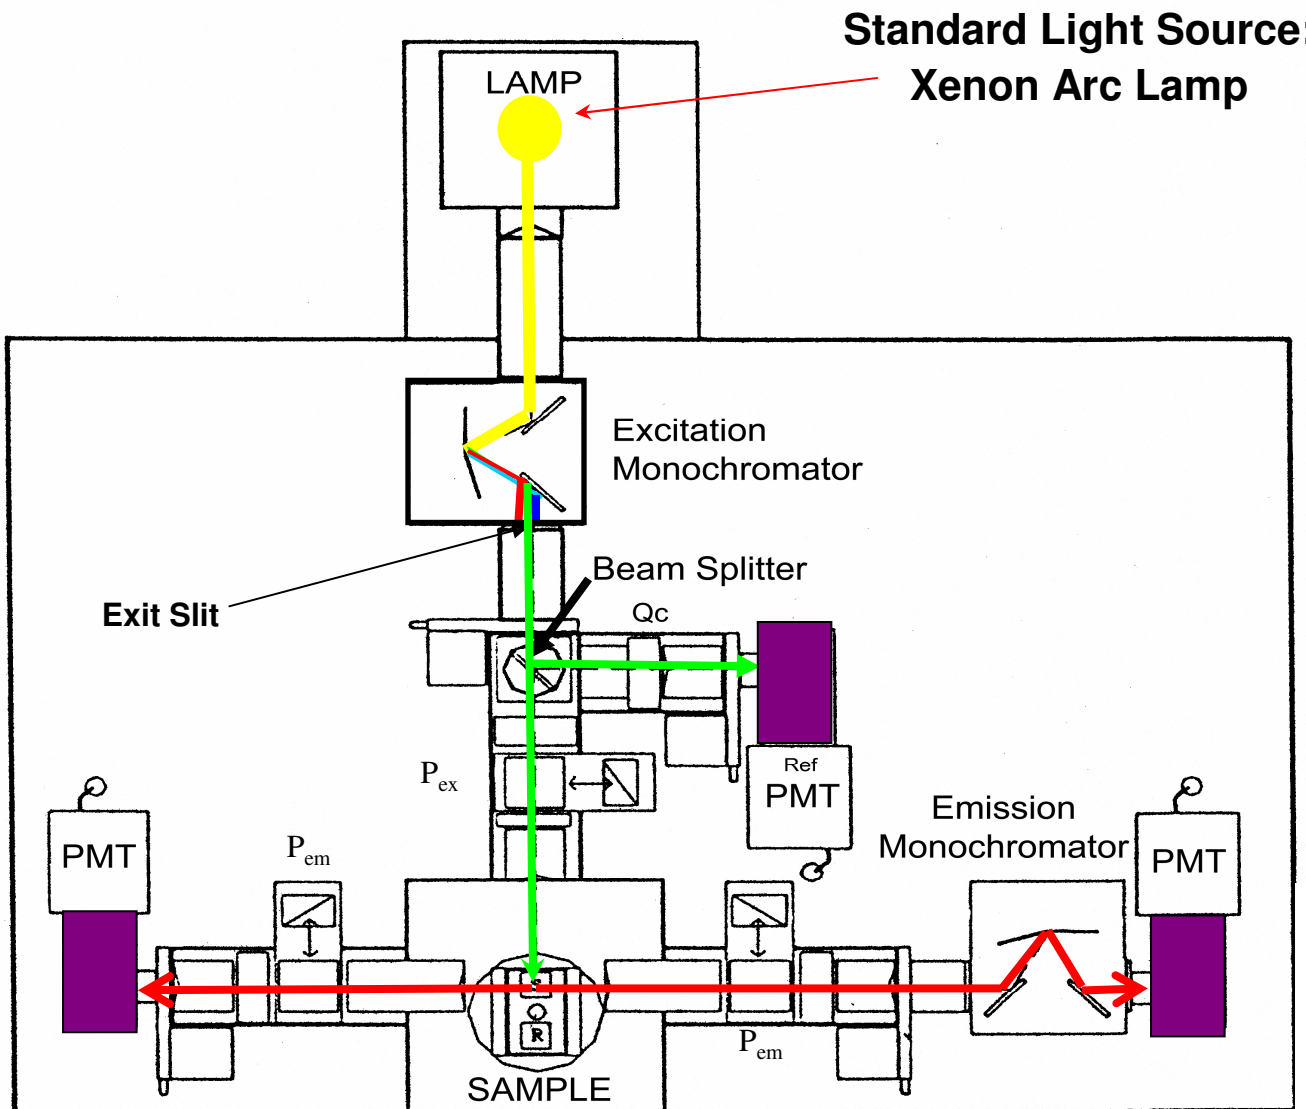 Standard Light Source:
Xenon Arc Lamp
LAMP
Excitation
Monochromator
Beam Splitter
Exit Slit
Qc
Pex
Ref
PMT
Emission
Monochromator
PMT
PMT
Pem
Pem
R
SAMPLE